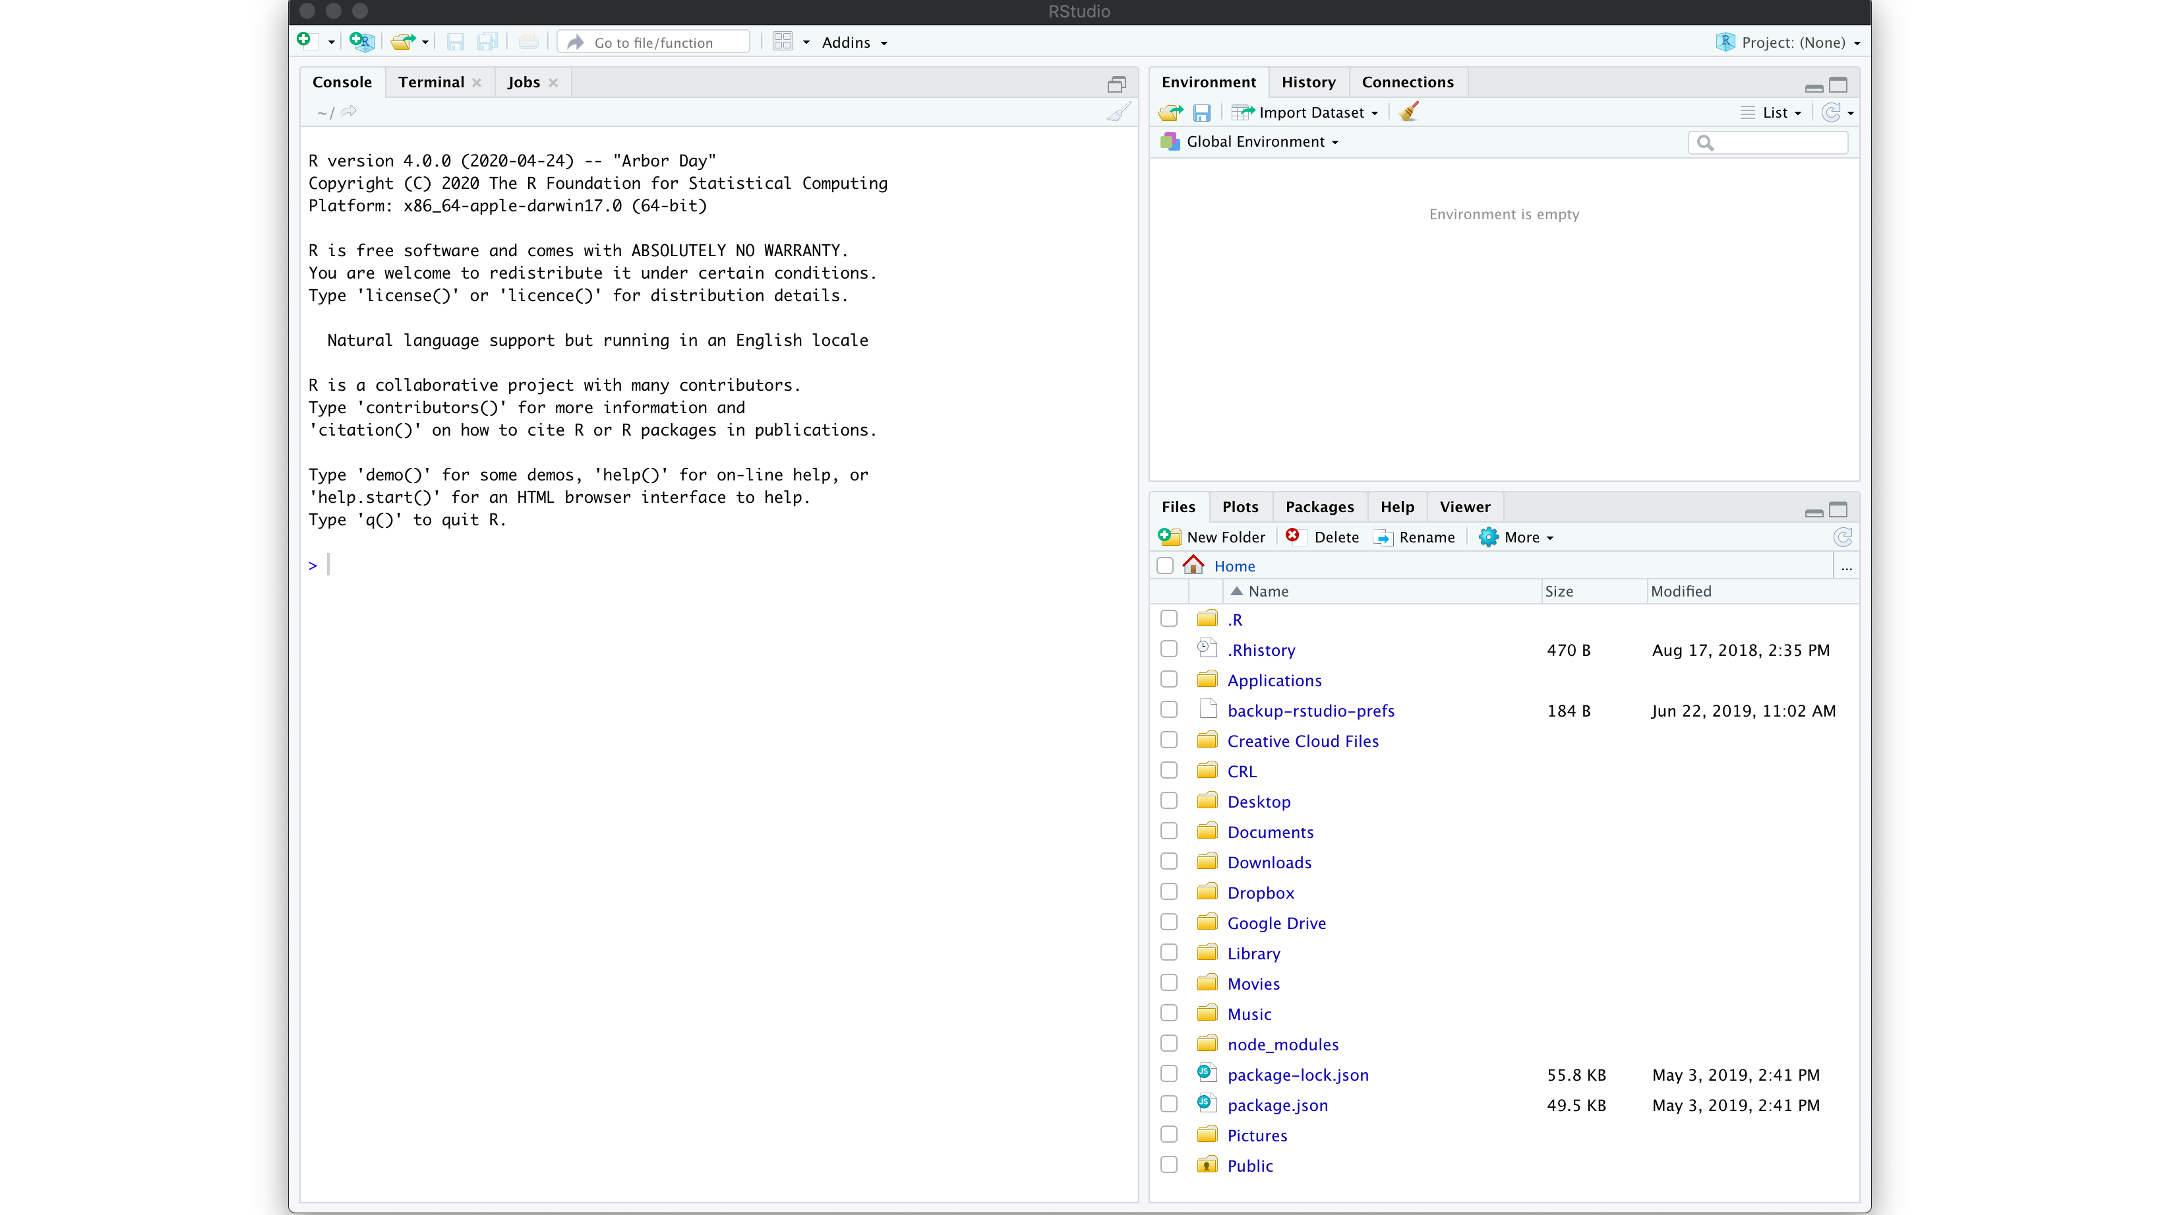 RStudio
Go to file/function
Addins
Project: (None)
Console Terminal Jobs
~/
R version 4.0.0 (2020-04-24) -- "Arbor Day"
Copyright (C) 2020 The R Foundation for Statistical Computing
Platform: x86_64-apple-darwin17.0 (64-bit)
R is free software and comes with ABSOLUTELY NO WARRANTY.
You are welcome to redistribute it under certain conditions.
Type 'license()' or 'licence()' for distribution details.
Natural language support but running in an English locale
R is a collaborative project with many contributors.
Type 'contributors()' for more information and
'citation()' on how to cite R or R packages in publications.
Type 'demo()' for some demos, 'help()' for on-line help, or
'help.start()' for an HTML browser interface to help.
Type 'q()' to quit R.
>
Environment History Connections
Import Dataset List
Global Environment
Environment is empty
Files Plots Packages Help Viewer
New Folder Delete Rename More
Home ...
Name Size Modified
.R
.Rhistory 470 B Aug 17, 2018, 2:35 PM
Applications
backup-rstudio-prefs 184 B Jun 22, 2019, 11:02 AM
Creative Cloud Files
CRL
Desktop
Documents
Downloads
Dropbox
Google Drive
Library
Movies
Music
node_modules
package-lock.json 55.8 KB May 3, 2019, 2:41 PM
package.json 49.5 KB May 3, 2019, 2:41 PM
Pictures
Public